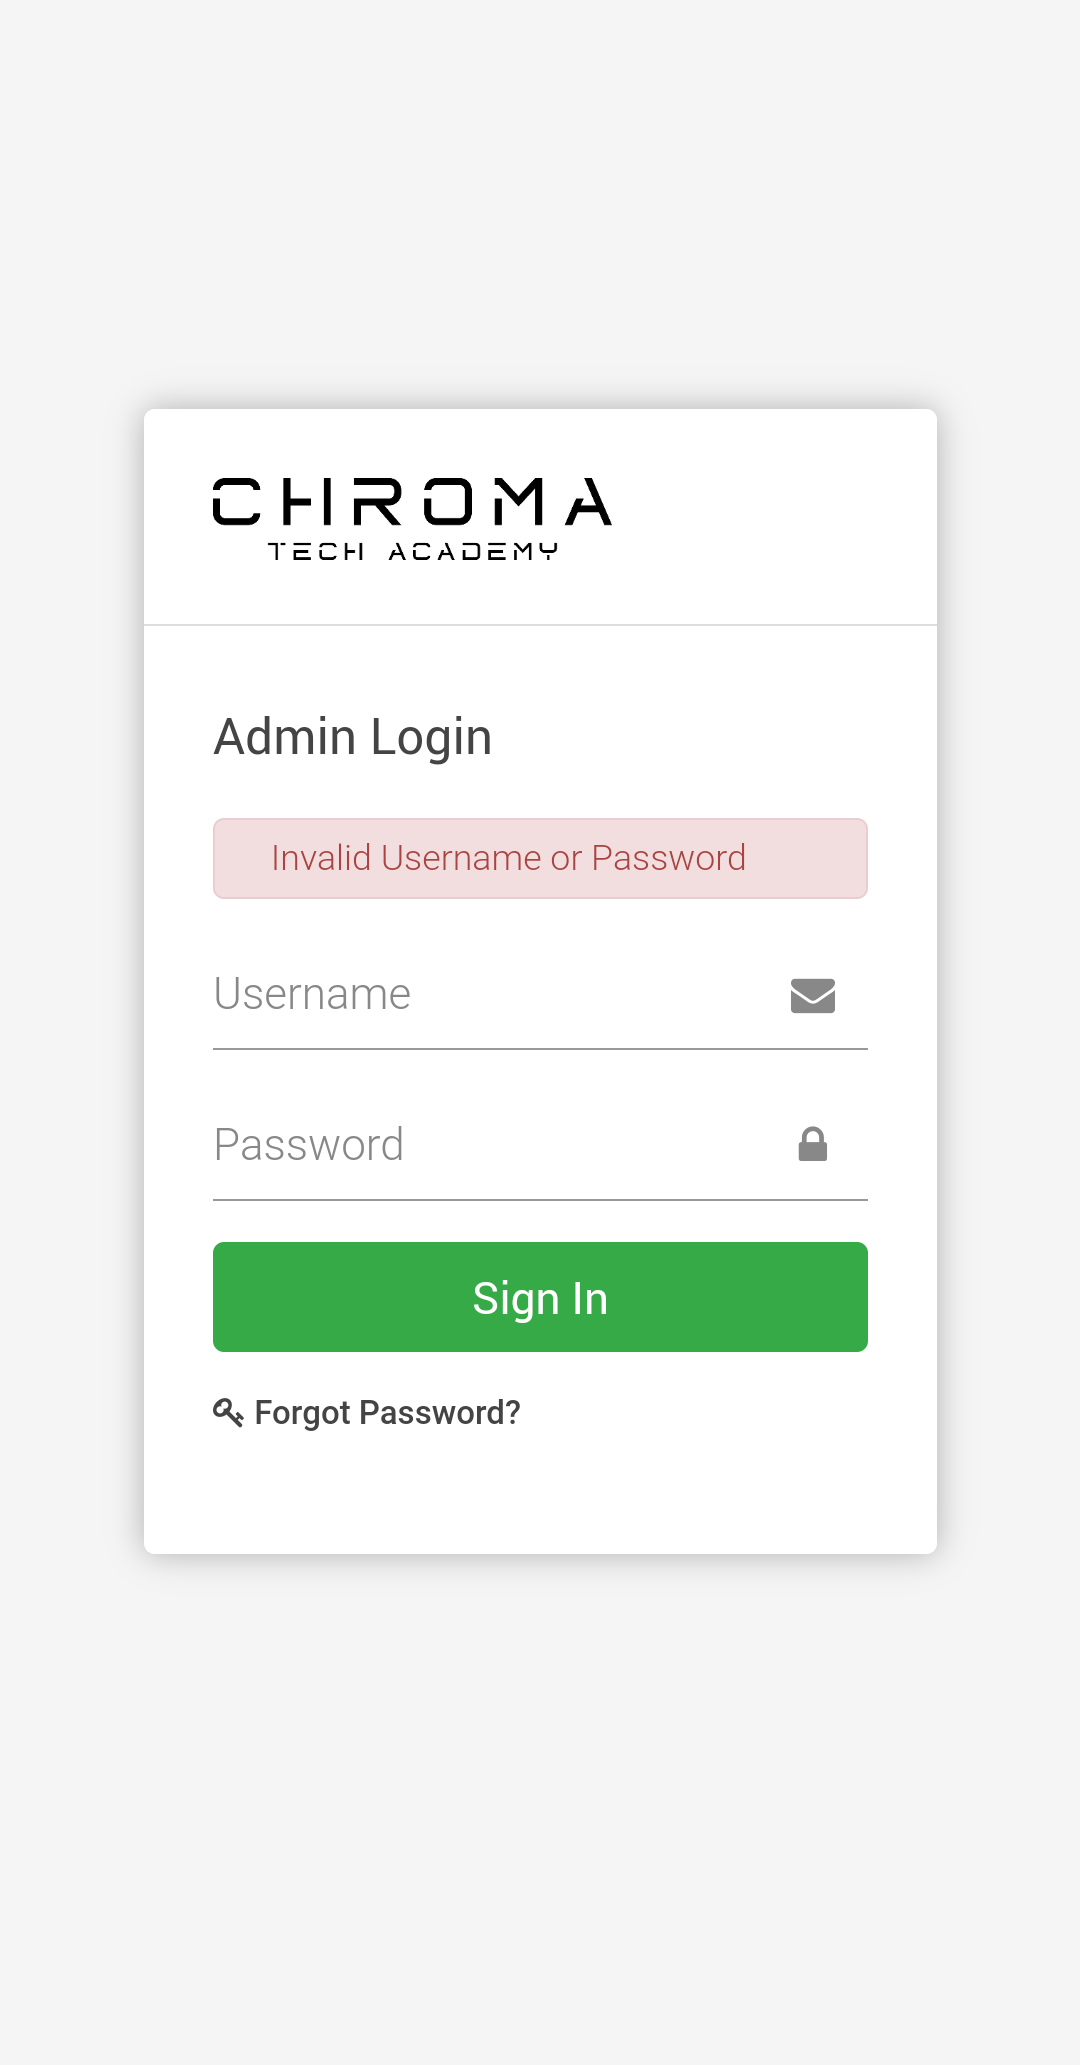 CHROMA
TECH ACADEMY
Admin Login
Invalid Username or Password
Username
Password
Sign In
Forgot Password?